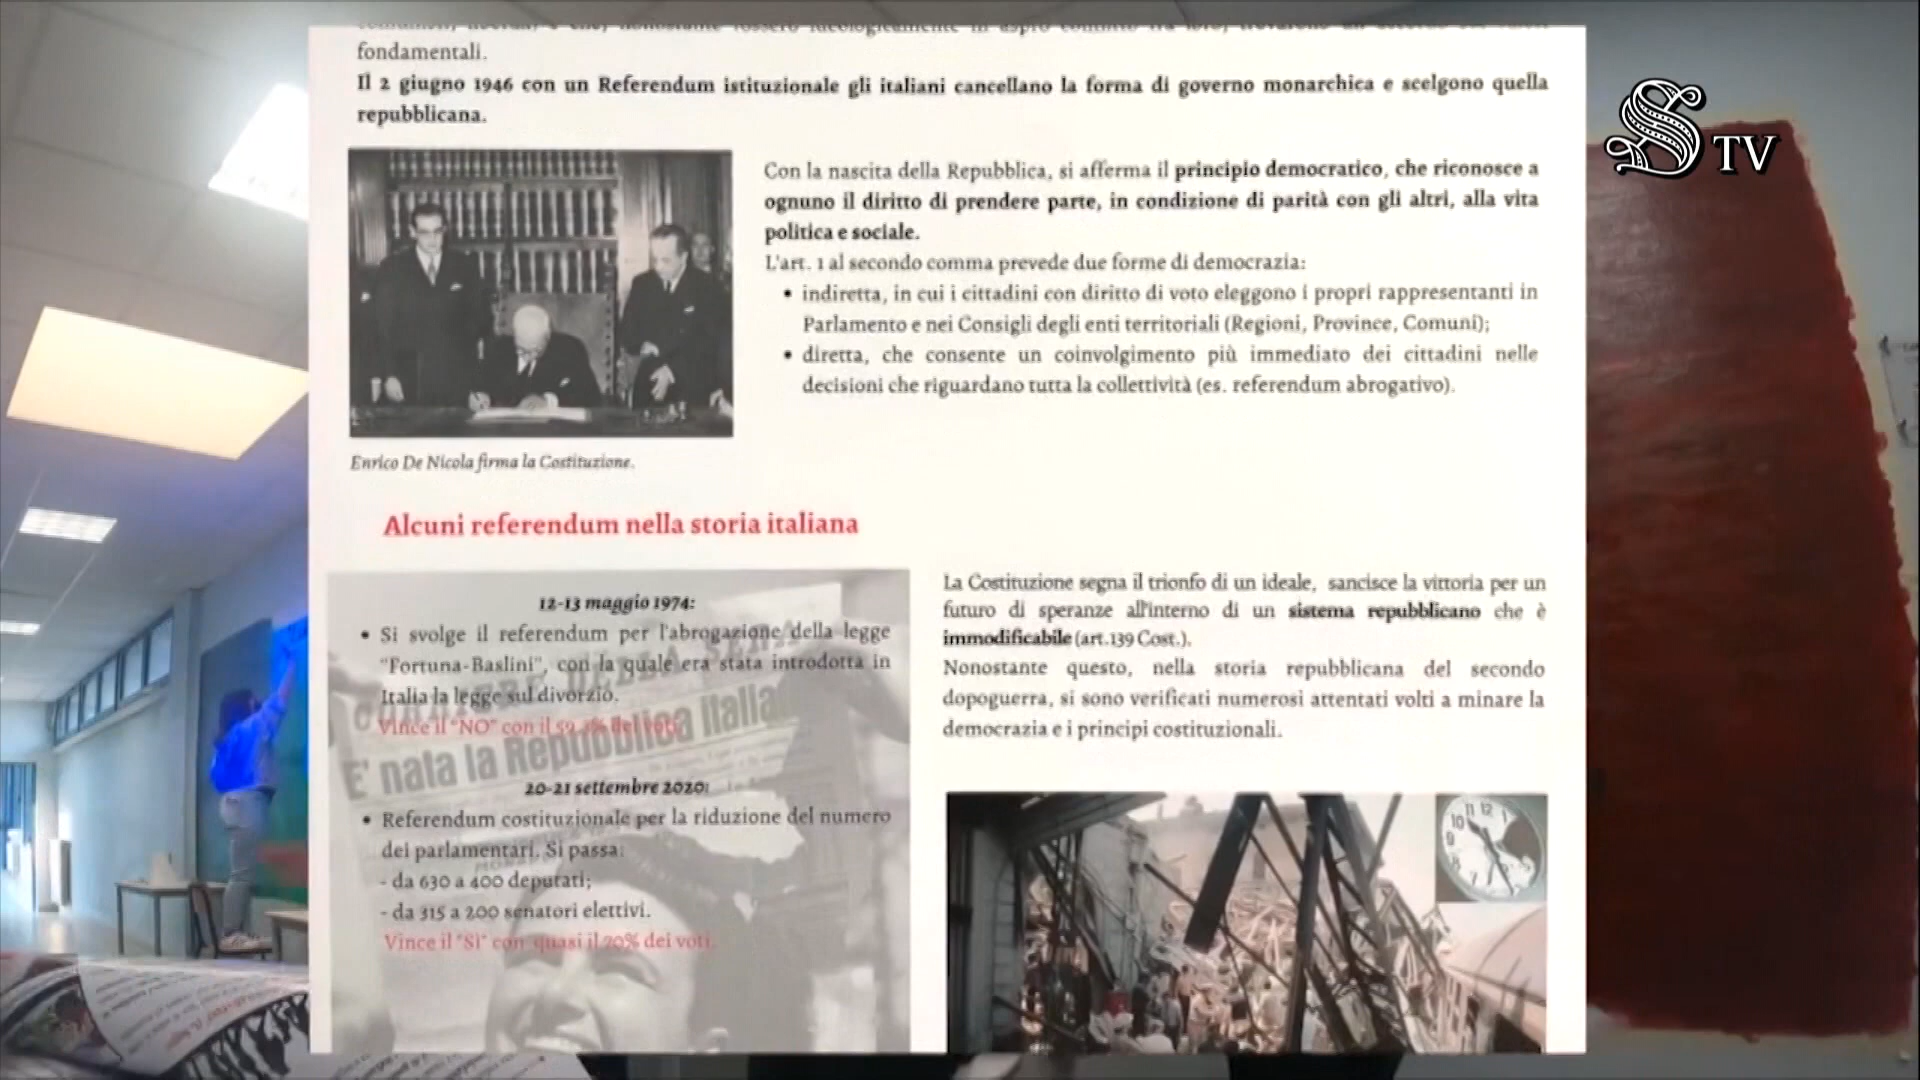 fondamentali.
Il 2 giugno 1946 con un Referendum istituzionale gli italiani cancellano la forma di governo monarchica e scelgono quella
repubblicana.
Con la nascita della Repubblica, si afferma il principio democratico, che riconosce a
ognuno il diritto di prendere parte, in condizione di parità con gli altri, alla vita
politica e sociale.
L'art. 1 al secondo comma prevede due forme di democrazia:
• indiretta, in cui i cittadini con diritto di voto eleggono i propri rappresentanti in
Parlamento e nei Consigli degli enti territoriali (Regioni, Province, Comuni);
• diretta, che consente un coinvolgimento più immediato dei cittadini nelle
decisioni che riguardano tutta la collettività (es. referendum abrogativo).
Enrico De Nicola firma la Costituzione.
Alcuni referendum nella storia italiana
12-13 maggio 1974:
• Si svolge il referendum per l'abrogazione della legge
"Fortuna-Baslini", con la quale era stata introdotta in
Italia la legge sul divorzio.
Vince il "NO" con il dei voti
E' nata la Repubblica Italia
20-21 settembre 2020:
• Referendum costituzionale per la riduzione del numero
dei parlamentari. Si passa:
- da 630 a 400 deputati;
- da 315 a 200 senatori elettivi.
Vince il "Sì" con quasi il 70% dei voti.
La Costituzione segna il trionfo di un ideale, sancisce la vittoria per un
futuro di speranze all'interno di un sistema repubblicano che è
immodificabile (art.139 Cost.).
Nonostante questo, nella storia repubblicana del secondo
dopoguerra, si sono verificati numerosi attentati volti a minare la
democrazia e i principi costituzionali.
S TV